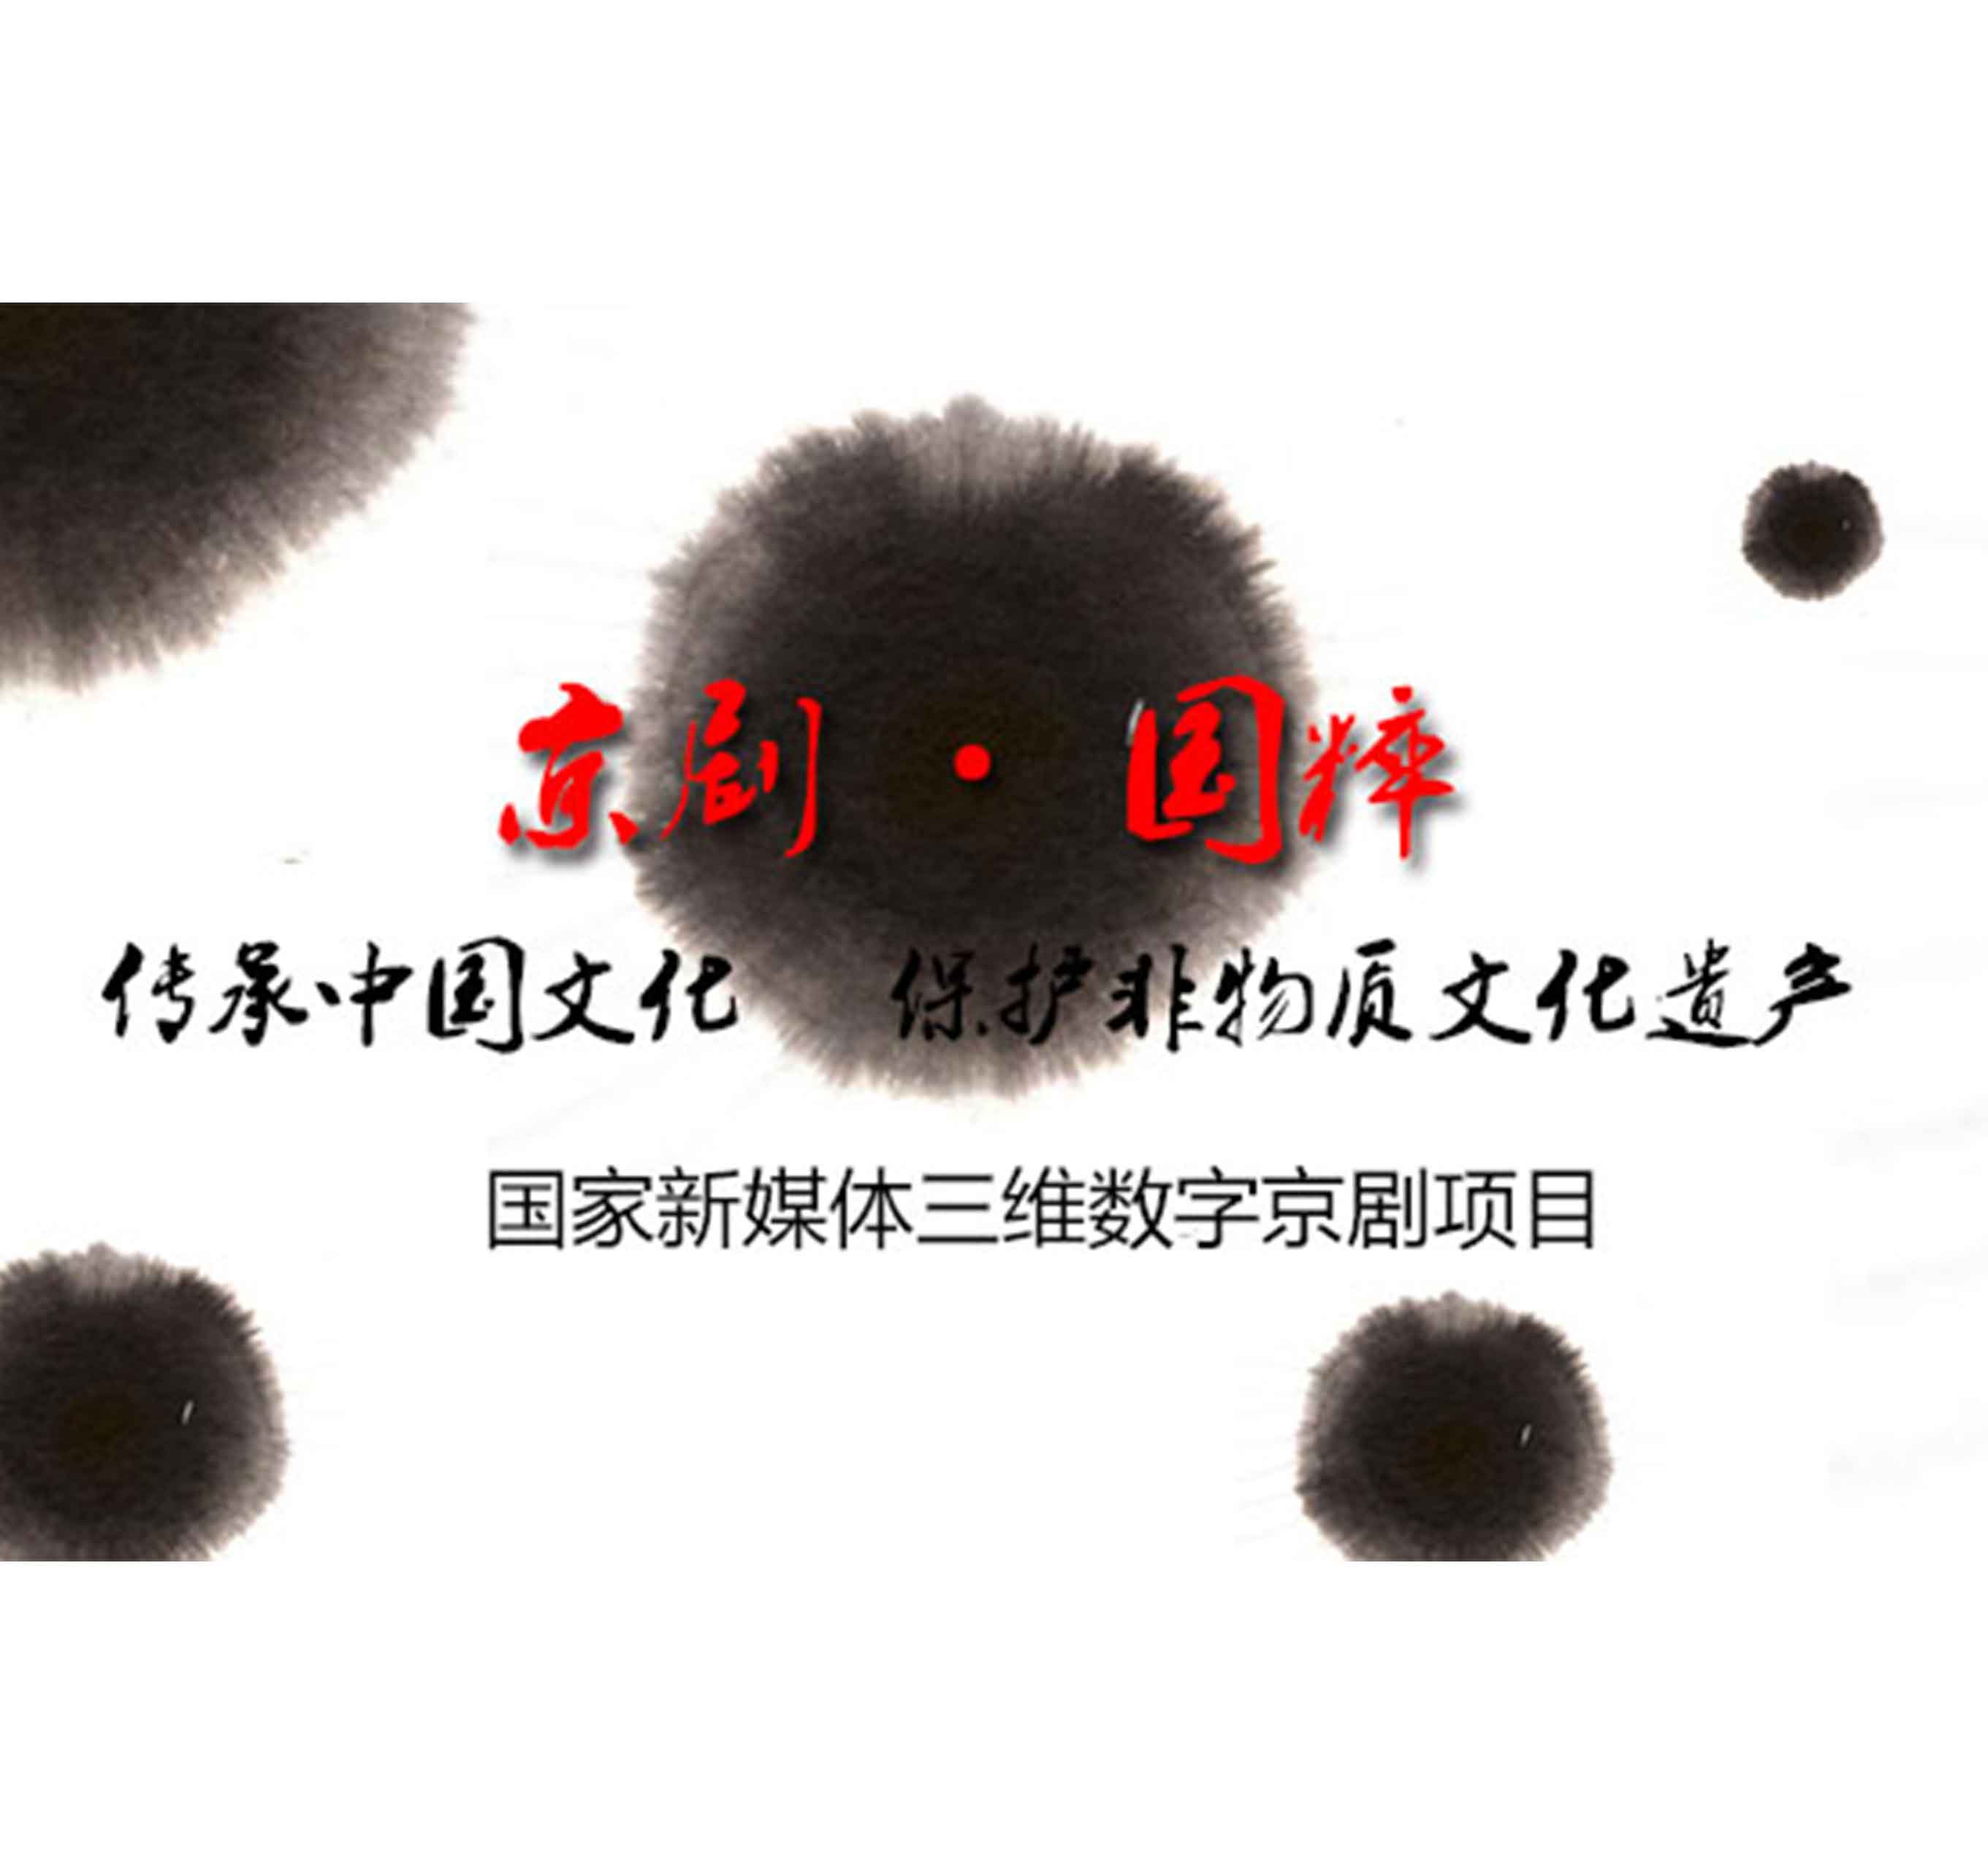 京剧·国粹
传承中国文化 保护非物质文化遗产
国家新媒体三维数字京剧项目